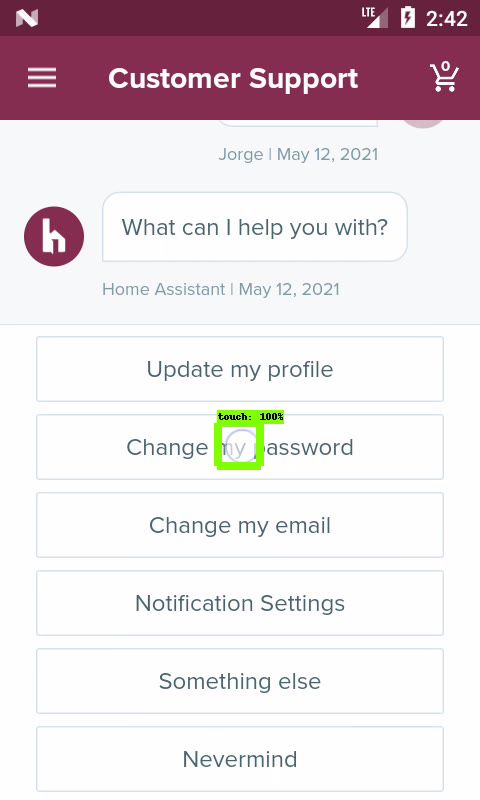 LTE 2:42
Customer Support
0
Jorge | May 12, 2021
h
What can I help you with?
Home Assistant | May 12, 2021
Update my profile
touch: 100%
Change my password
Change my email
Notification Settings
Something else
Nevermind